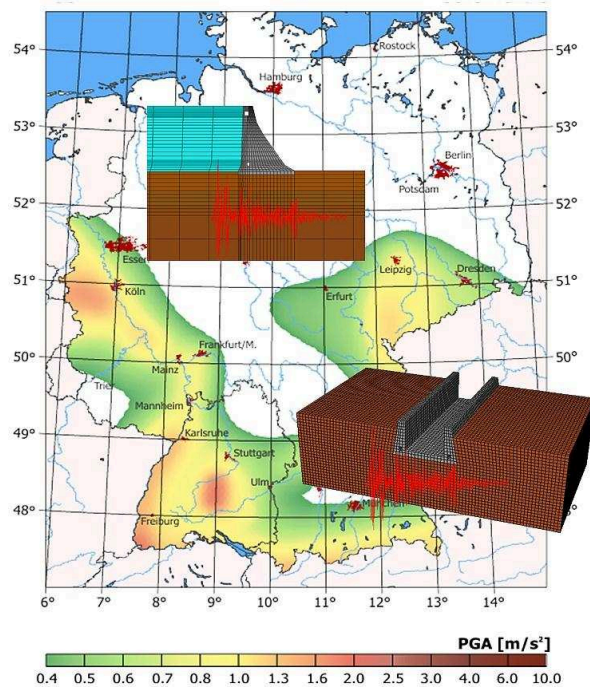 54°
54°
Rostock
Hamburg
53°
53°
Berlin
Potsdam
52°
52°
Essen
51°
Leipzig
Dresden
51°
Köln
Erfurt
Frankfurt/M.
50°
50°
Mainz
Trier
Mannheim
49°
Karlsruhe
Stuttgart
Ulm
München
48°
48°
Freiburg
6° 7° 8° 9° 10° 11° 12° 13° 14°
PGA [m/s²]
0.4 0.5 0.6 0.7 0.8 1.0 1.3 1.6 2.0 2.5 3.0 4.0 6.0 10.0